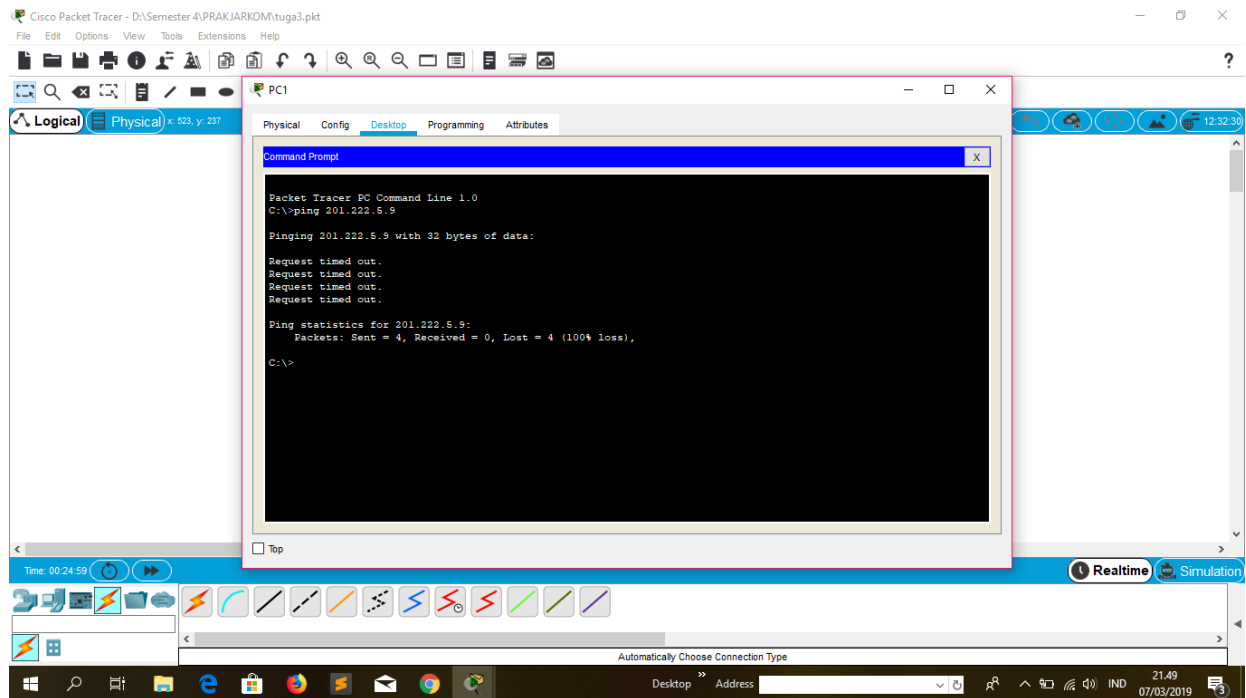 Cisco Packet Tracer - D:\Semester 4\PRAKJARKOM\tuga3.pkt
File Edit Options View Tools Extensions Help
?
PC1
Logical Physical x: 523, y: 237
12:32:30
Physical Config Desktop Programming Attributes
Command Prompt
X
Packet Tracer PC Command Line 1.0
C:\>ping 201.222.5.9
Pinging 201.222.5.9 with 32 bytes of data:
Request timed out.
Request timed out.
Request timed out.
Request timed out.
Ping statistics for 201.222.5.9:
Packets: Sent = 4, Received = 0, Lost = 4 (100% loss),
C:\>
Top
Time: 00:24:59
Realtime Simulation
Automatically Choose Connection Type
Desktop Address IND 21.49
07/03/2019 3